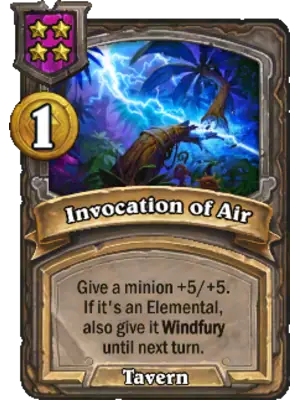 1
Invocation of Air
Give a minion +5/+5.
If it's an Elemental,
also give it Windfury
until next turn.
Tavern